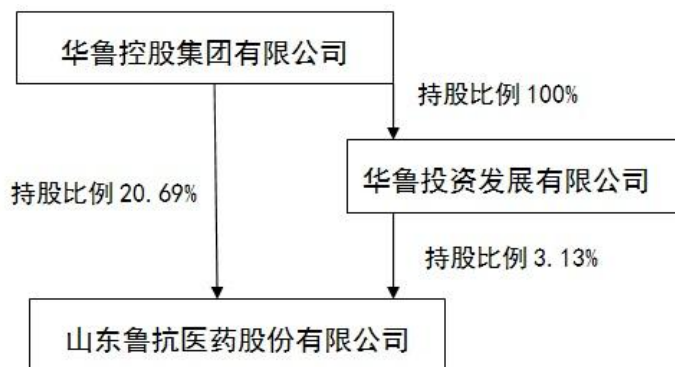 华鲁控股集团有限公司
持股比例 100%
华鲁投资发展有限公司
持股比例 20.69%
持股比例 3.13%
山东鲁抗医药股份有限公司